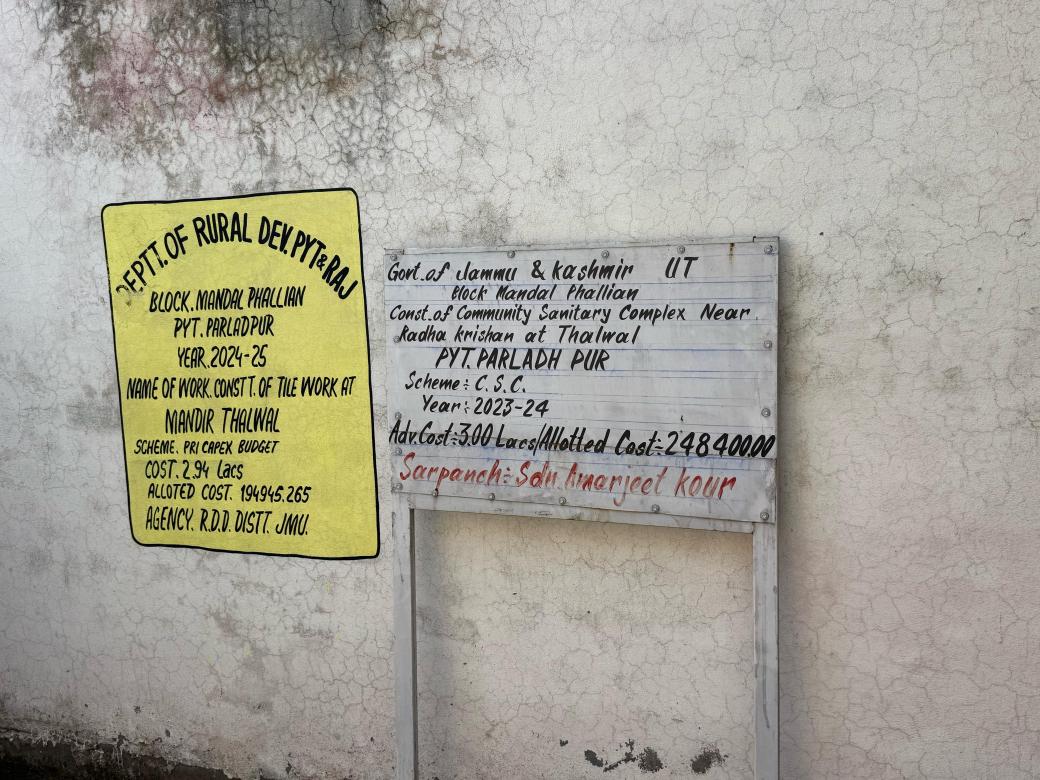 DEPTT.OF RURAL DEV.PYT&RAJ
BLOCK.MANDAL PHALLIAN
PYT.PARLADPUR
YEAR.2024-25
NAME OF WORK.CONSTT.OF TILE WORK AT
MANDIR THALWAL
SCHEME. PRI CAPEX BUDGET
COST.2.94 Lacs
ALLOTED COST. 194945.265
AGENCY. R.D.D.DISTT. JMU.
Govt.of Jammu & kashmir UT
Block Mandal Phallian
Const.of Community Sanitary Complex Near
Radha krishan at Thalwal
PYT.PARLADH PUR
Scheme:- C.S.C.
Year:- 2023-24
Adv.Cost:-3.00 Lacs/Allotted Cost:-248400.00
Sarpanch:- Sdn. Amarjeet kour